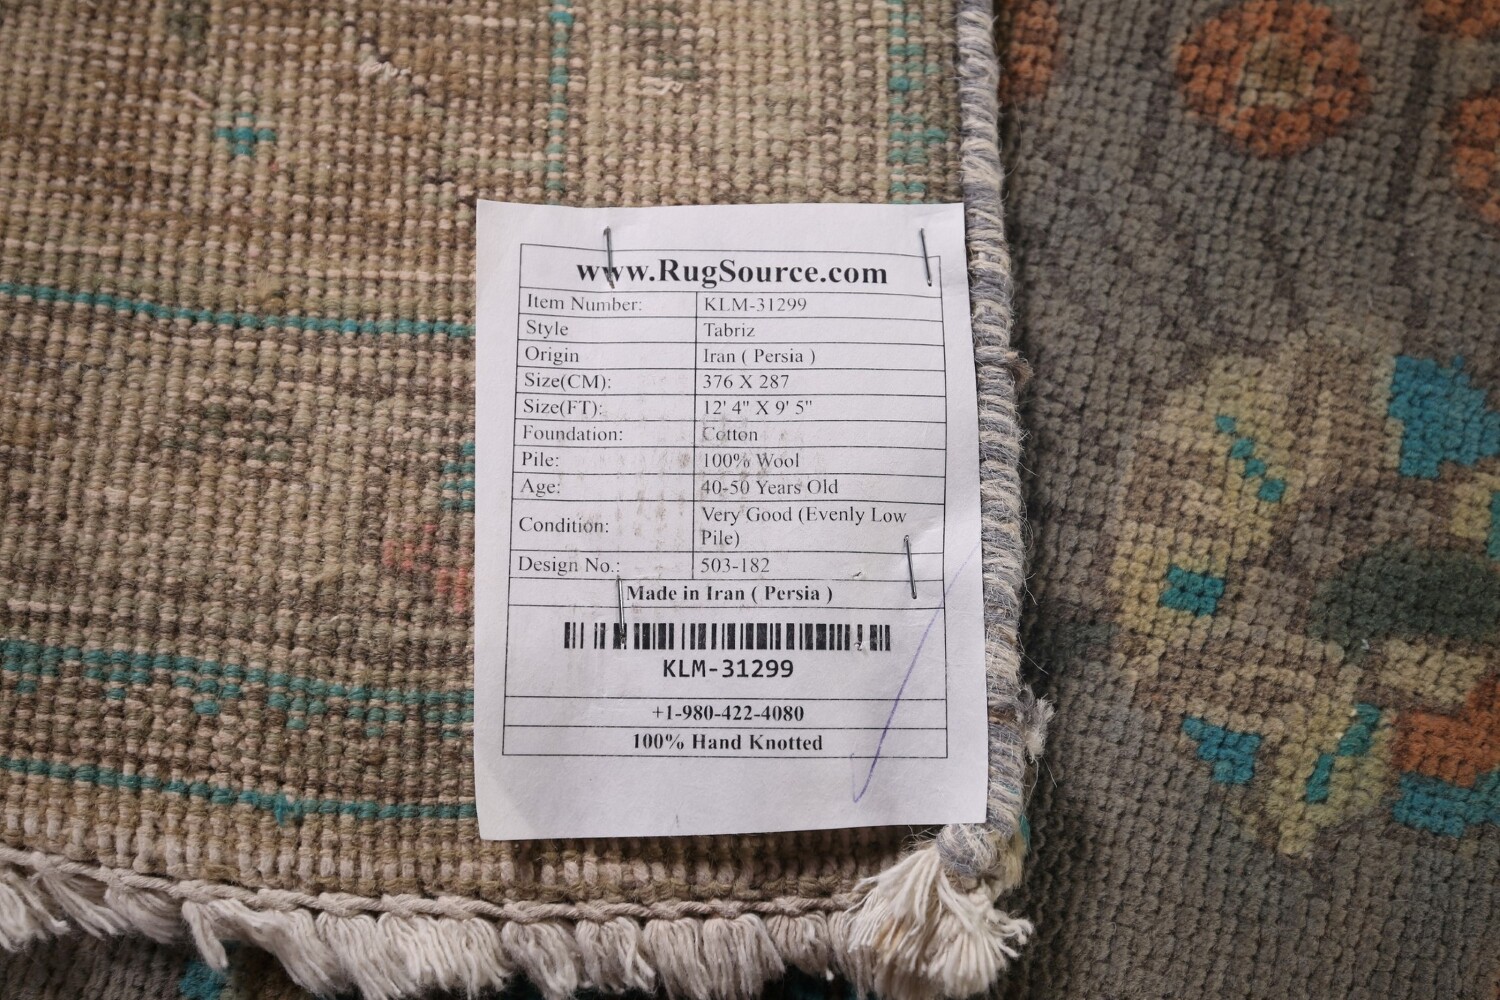 www.RugSource.com
Item Number: KLM-31299
Style Tabriz
Origin Iran ( Persia )
Size(CM): 376 X 287
Size(FT): 12' 4" X 9' 5"
Foundation: Cotton
Pile: 100% Wool
Age: 40-50 Years Old
Condition: Very Good (Evenly Low
Pile)
Design No.: 503-182
Made in Iran ( Persia )
KLM-31299
+1-980-422-4080
100% Hand Knotted